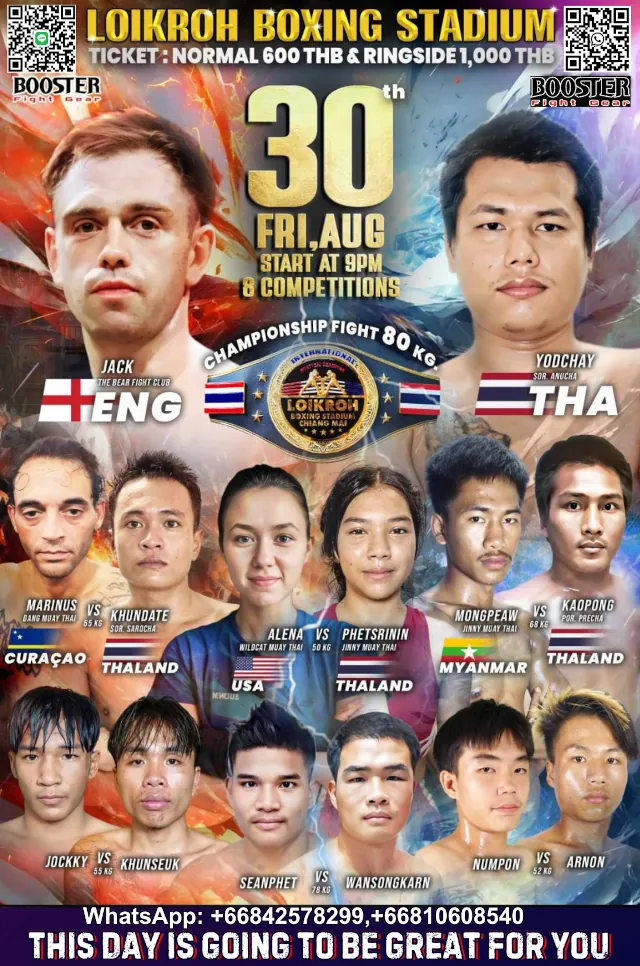 LOIKROH BOXING STADIUM
TICKET : NORMAL 600 THB & RINGSIDE 1,000 THB
BOOSTER
Fight Gear
BOOSTER
Fight Gear
30th
FRI,AUG
START AT 9PM
8 COMPETITIONS
CHAMPIONSHIP FIGHT 80 KG.
INTERNATIONAL
LOIKROH
BOXING STADIUM
CHIANG MAI
JACK
THE BEAR FIGHT CLUB
ENG
YODCHAY
SOR. ANUCHA
THA
MARINUS VS KHUNDATE
DANG MUAY THAI 65 KG SOR. SAROCHA
CURAÇAO THALAND
ALENA VS PHETSRININ
WILDCAT MUAY THAI 50 KG JINNY MUAY THAI
USA THALAND
MONGPEAW VS KAOPONG
JINNY MUAY THAI 68 KG POR. PRECHA
MYANMAR THALAND
JOCKKY VS KHUNSEUK
55 KG
SEANPHET VS WANSONGKARN
78 KG
NUMPON VS ARNON
52 KG
WhatsApp: +66842578299,+66810608540
THIS DAY IS GOING TO BE GREAT FOR YOU